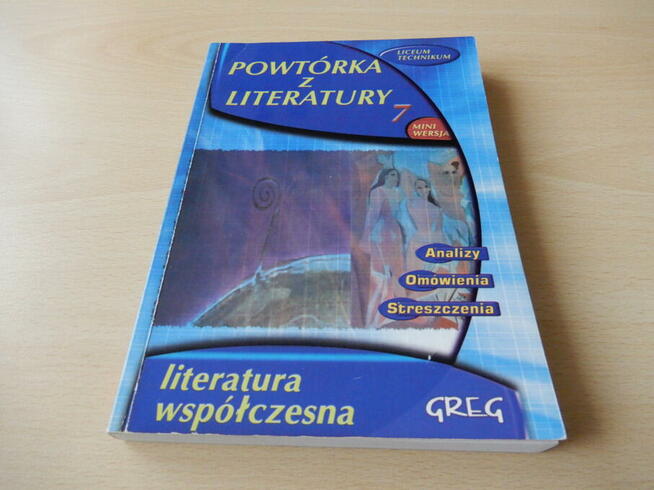 LICEUM
TECHNIKUM
POWTÓRKA
Z
LITERATURY
7
MINI
WERSJA
Analizy
Omówienia
Streszczenia
literatura
współczesna
GREG